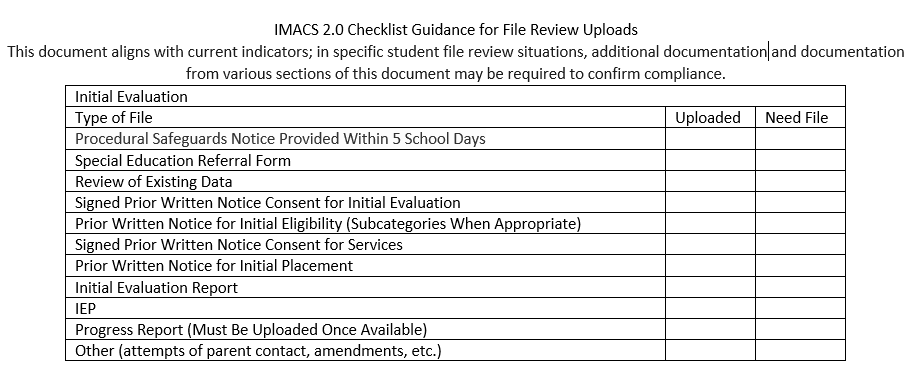 IMACS 2.0 Checklist Guidance for File Review Uploads
This document aligns with current indicators; in specific student file review situations, additional documentation and documentation
from various sections of this document may be required to confirm compliance.
Initial Evaluation
Type of File Uploaded Need File
Procedural Safeguards Notice Provided Within 5 School Days
Special Education Referral Form
Review of Existing Data
Signed Prior Written Notice Consent for Initial Evaluation
Prior Written Notice for Initial Eligibility (Subcategories When Appropriate)
Signed Prior Written Notice Consent for Services
Prior Written Notice for Initial Placement
Initial Evaluation Report
IEP
Progress Report (Must Be Uploaded Once Available)
Other (attempts of parent contact, amendments, etc.)